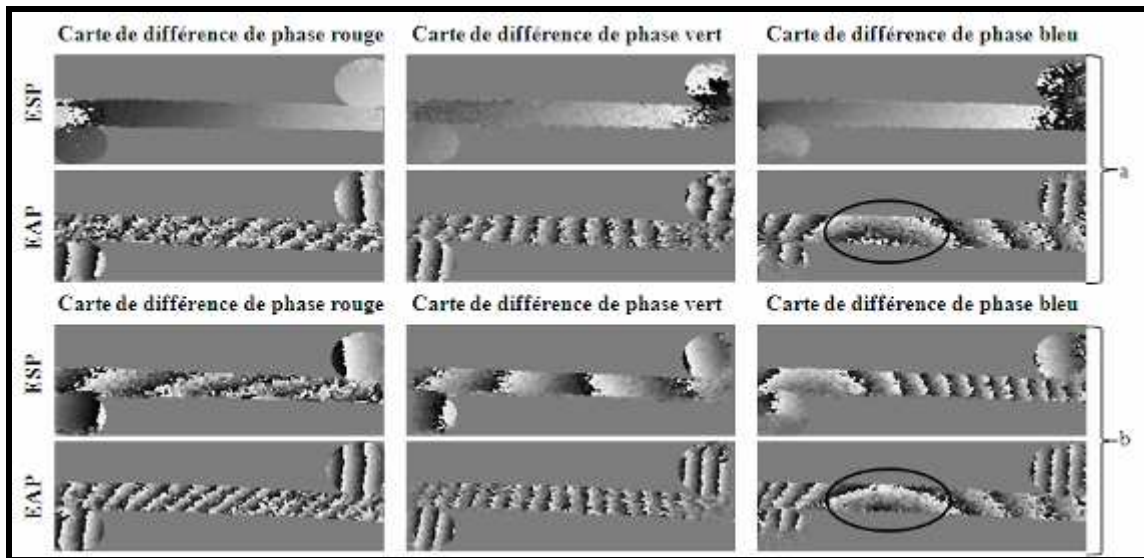 Carte de différence de phase rouge Carte de différence de phase vert Carte de différence de phase bleu
ESP
a
EAP
Carte de différence de phase rouge Carte de différence de phase vert Carte de différence de phase bleu
ESP
b
EAP